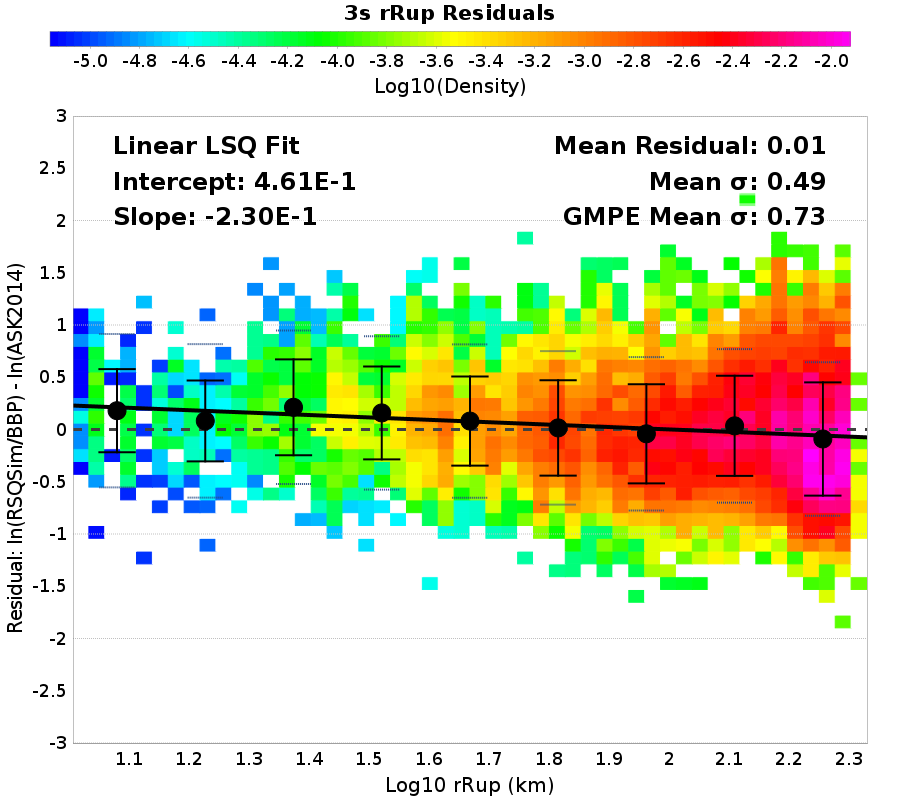 3s rRup Residuals
-5.0 -4.8 -4.6 -4.4 -4.2 -4.0 -3.8 -3.6 -3.4 -3.2 -3.0 -2.8 -2.6 -2.4 -2.2 -2.0
Log10(Density)
Linear LSQ Fit
Intercept: 4.61E-1
Slope: -2.30E-1
Mean Residual: 0.01
Mean σ: 0.49
GMPE Mean σ: 0.73
Residual: ln(RSQSim/BBP) - ln(ASK2014)
3
2.5
2
1.5
1
0.5
0
-0.5
-1
-1.5
-2
-2.5
-3
1.1 1.2 1.3 1.4 1.5 1.6 1.7 1.8 1.9 2 2.1 2.2 2.3
Log10 rRup (km)